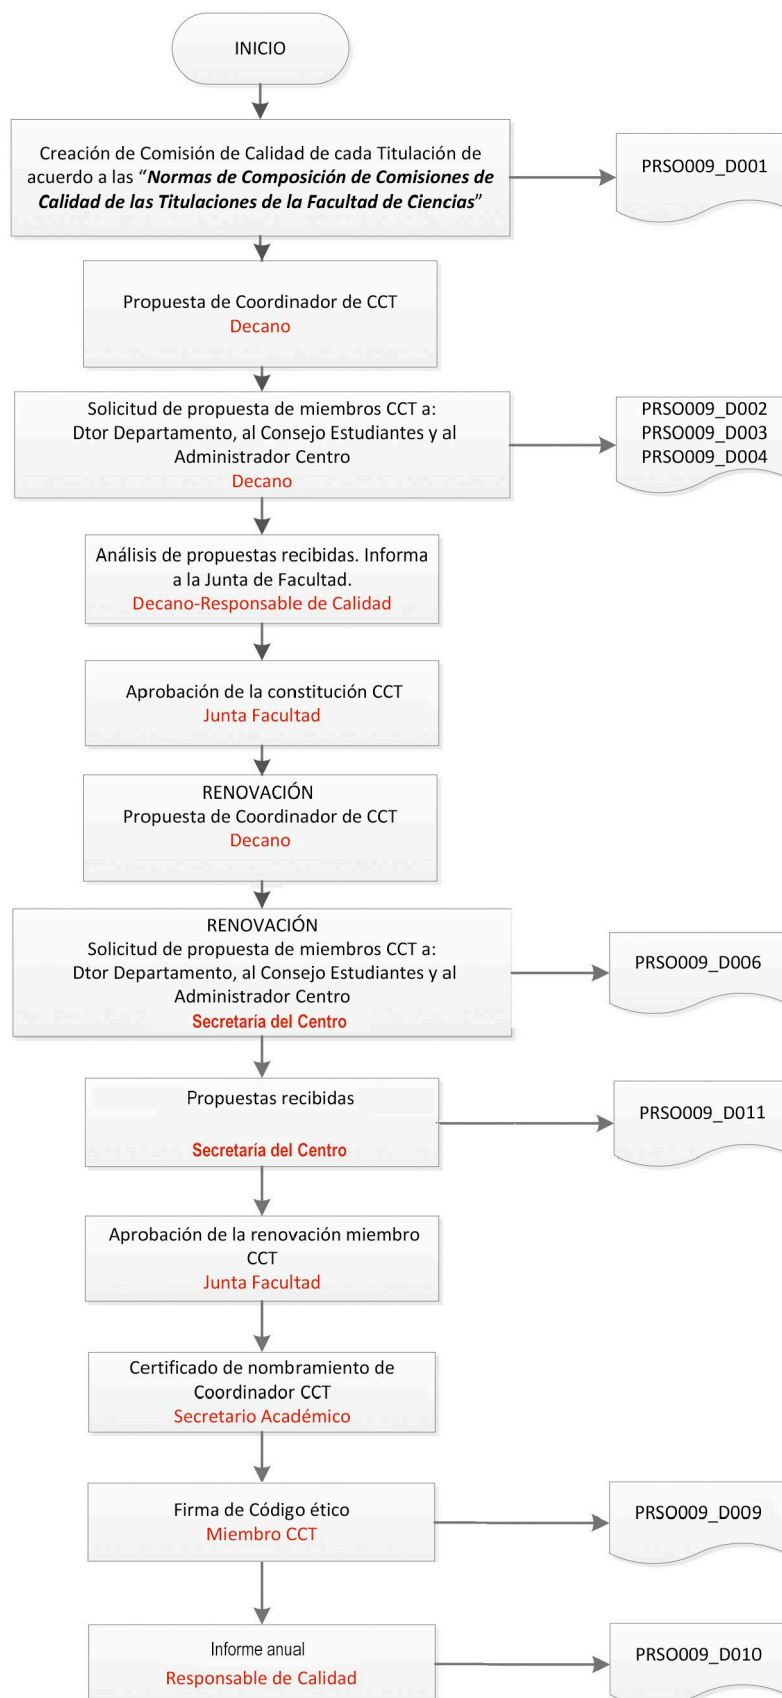 INICIO
Creación de Comisión de Calidad de cada Titulación de
acuerdo a las “Normas de Composición de Comisiones de
Calidad de las Titulaciones de la Facultad de Ciencias”
PRSO009_D001
Propuesta de Coordinador de CCT
Decano
Solicitud de propuesta de miembros CCT a:
Dtor Departamento, al Consejo Estudiantes y al
Administrador Centro
Decano
PRSO009_D002
PRSO009_D003
PRSO009_D004
Análisis de propuestas recibidas. Informa
a la Junta de Facultad.
Decano-Responsable de Calidad
Aprobación de la constitución CCT
Junta Facultad
RENOVACIÓN
Propuesta de Coordinador de CCT
Decano
RENOVACIÓN
Solicitud de propuesta de miembros CCT a:
Dtor Departamento, al Consejo Estudiantes y al
Administrador Centro
Secretaría del Centro
PRSO009_D006
Propuestas recibidas
Secretaría del Centro
PRSO009_D011
Aprobación de la renovación miembro
CCT
Junta Facultad
Certificado de nombramiento de
Coordinador CCT
Secretario Académico
Firma de Código ético
Miembro CCT
PRSO009_D009
Informe anual
Responsable de Calidad
PRSO009_D010